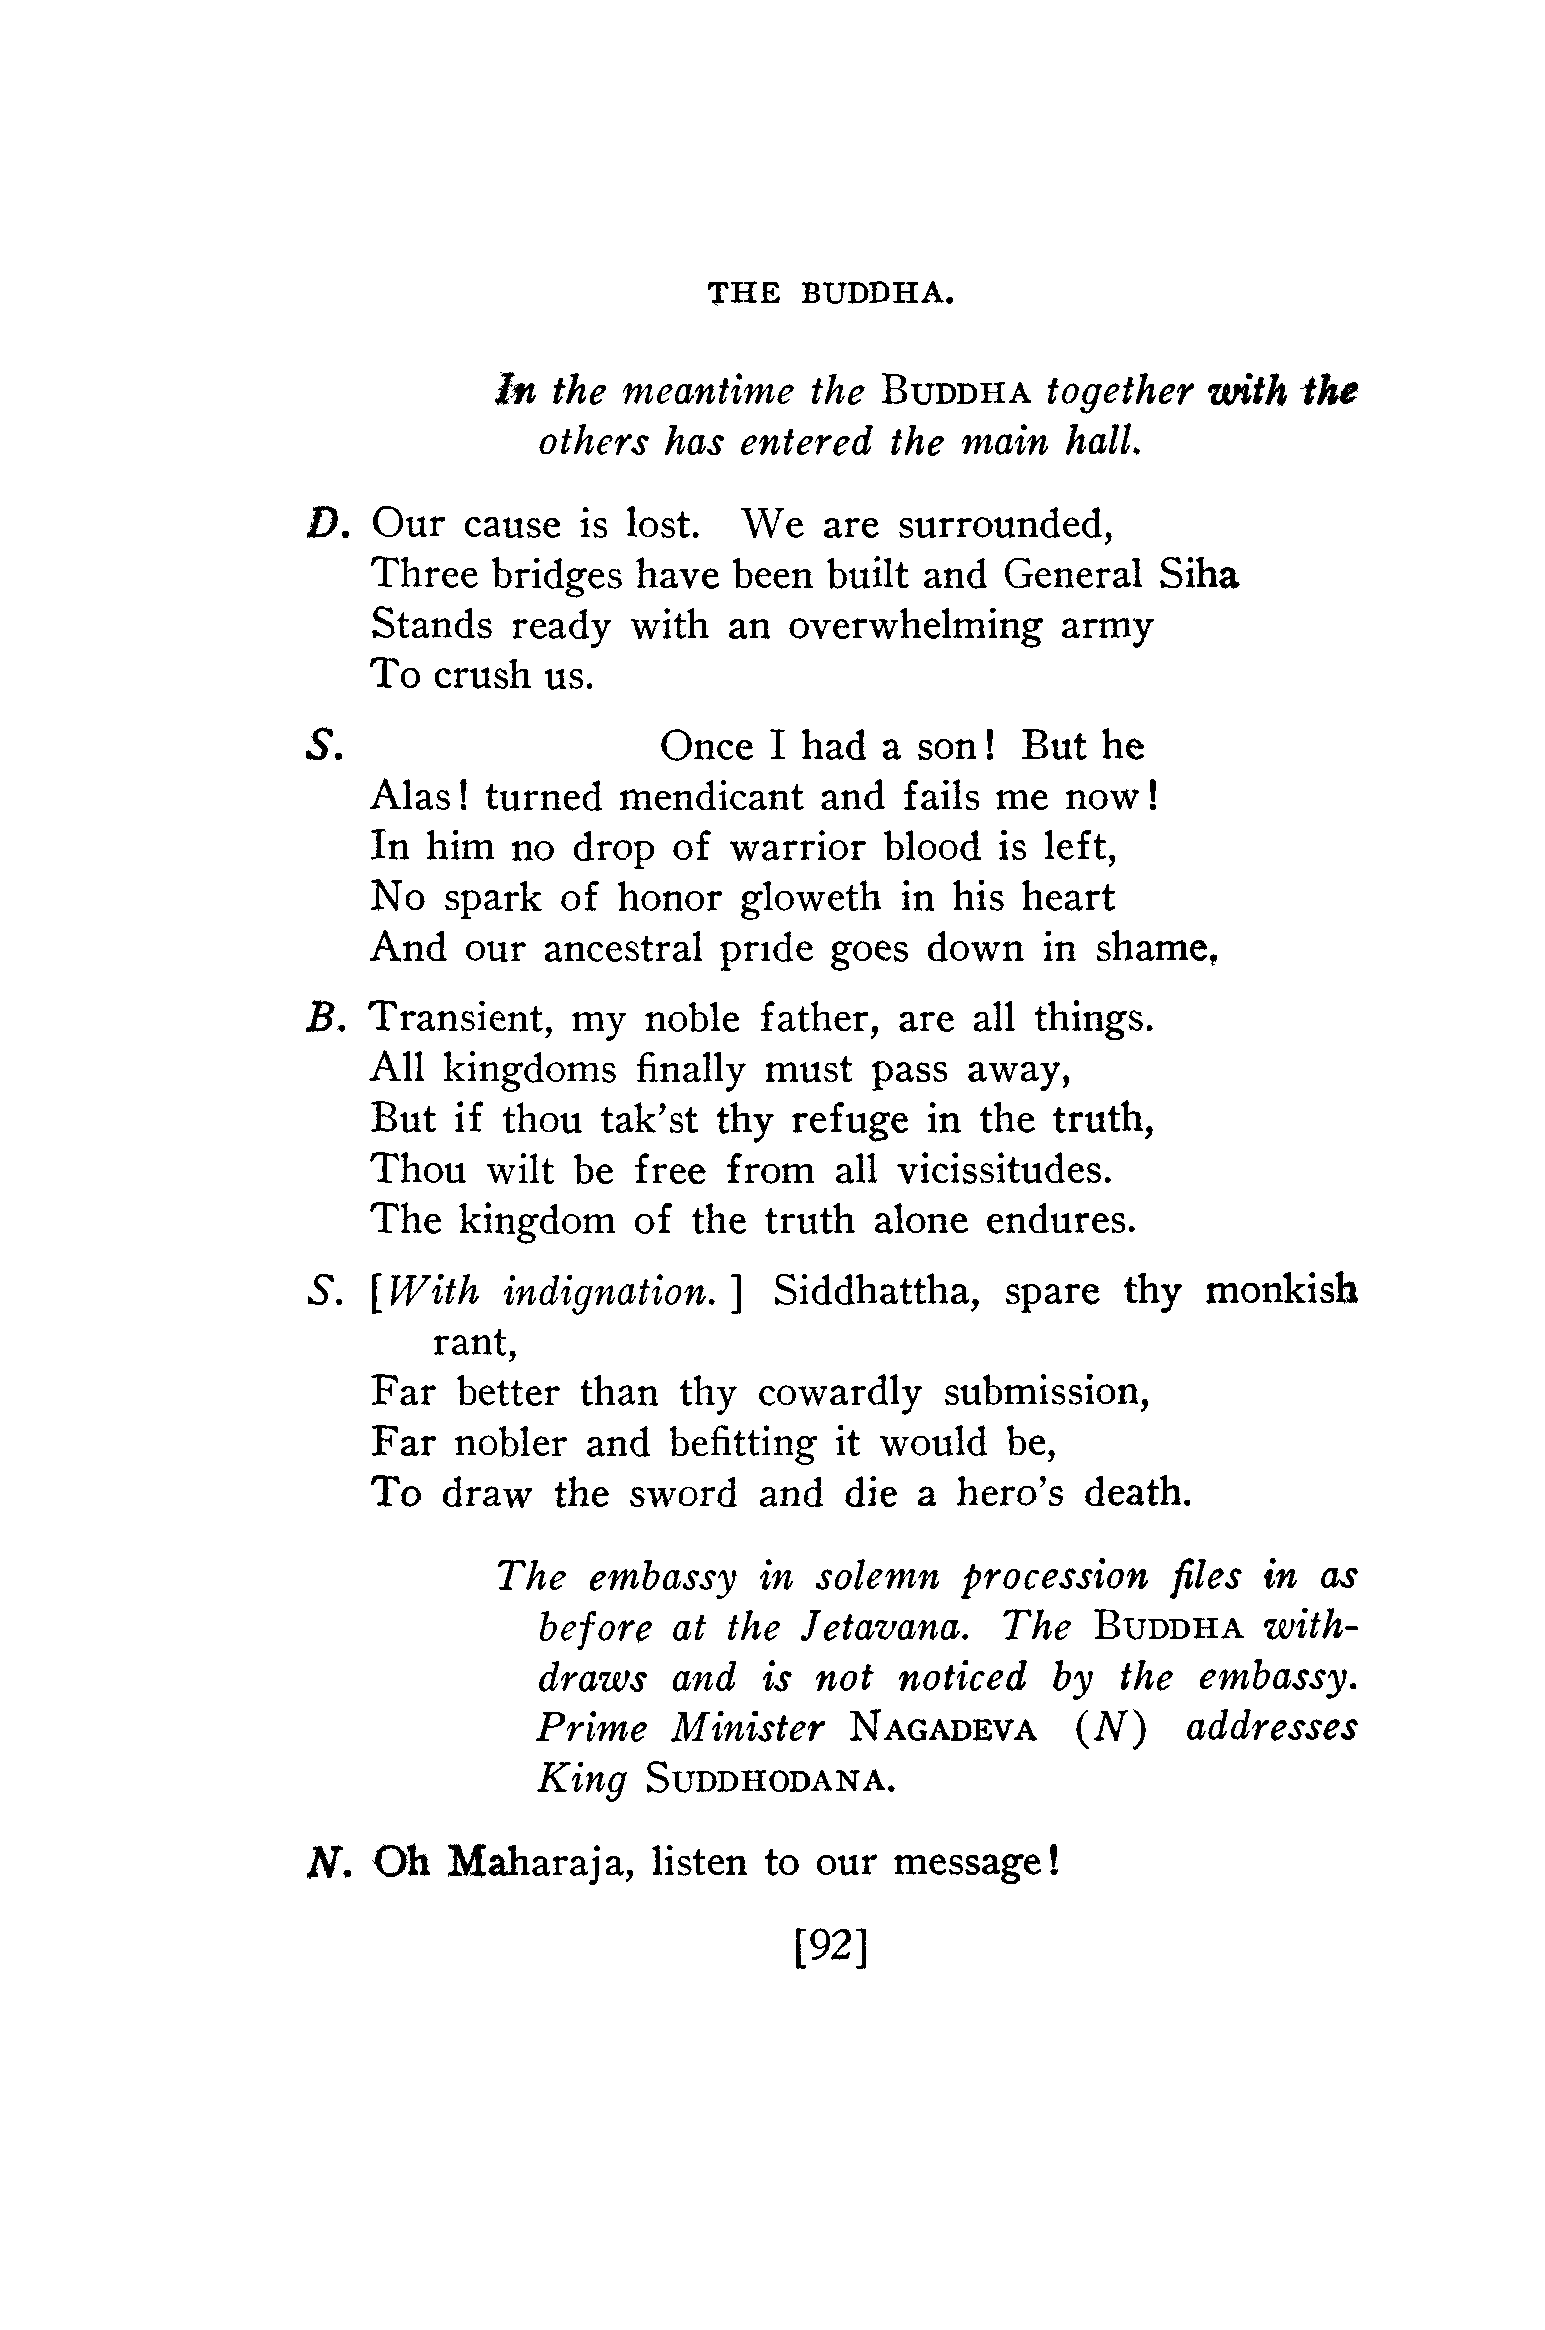 THE BUDDHA.
In the meantime the BUDDHA together with the
others has entered the main hall.
D. Our cause is lost. We are surrounded,
Three bridges have been built and General Siha
Stands ready with an overwhelming army
To crush us.
S. Once I had a son! But he
Alas! turned mendicant and fails me now!
In him no drop of warrior blood is left,
No spark of honor gloweth in his heart
And our ancestral pride goes down in shame,
B. Transient, my noble father, are all things.
All kingdoms finally must pass away,
But if thou tak'st thy refuge in the truth,
Thou wilt be free from all vicissitudes.
The kingdom of the truth alone endures.
S. [With indignation.] Siddhattha, spare thy monkish
rant,
Far better than thy cowardly submission,
Far nobler and befitting it would be,
To draw the sword and die a hero's death.
The embassy in solemn procession files in as
before at the Jetavana. The BUDDHA with-
draws and is not noticed by the embassy.
Prime Minister NAGADEVA (N) addresses
King SUDDHODANA.
N. Oh Maharaja, listen to our message!
[92]